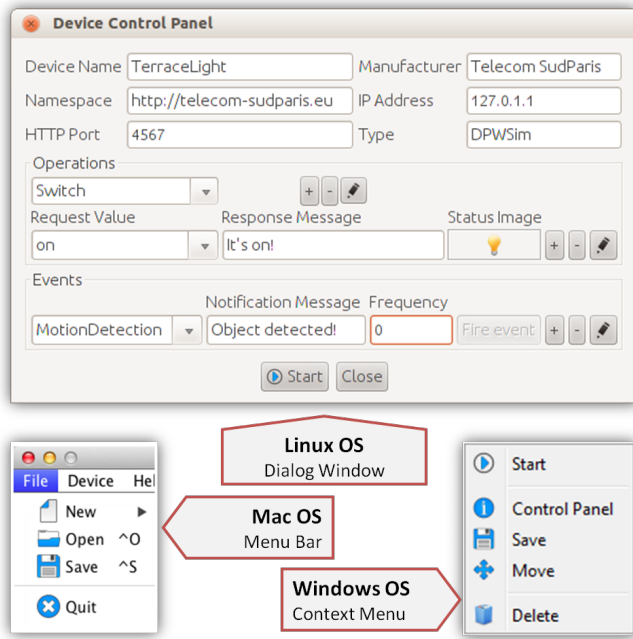 Device Control Panel
Device Name TerraceLight Manufacturer Telecom SudParis
Namespace http://telecom-sudparis.eu IP Address 127.0.1.1
HTTP Port 4567 Type DPWSim
Operations
Switch + -
Request Value Response Message Status Image
on It's on! + -
Events
Notification Message Frequency
MotionDetection Object detected! 0 Fire event + -
Start Close
Linux OS
Dialog Window
File Device Hel
New
Open ^O
Save ^S
Quit
Mac OS
Menu Bar
Windows OS
Context Menu
Start
Control Panel
Save
Move
Delete